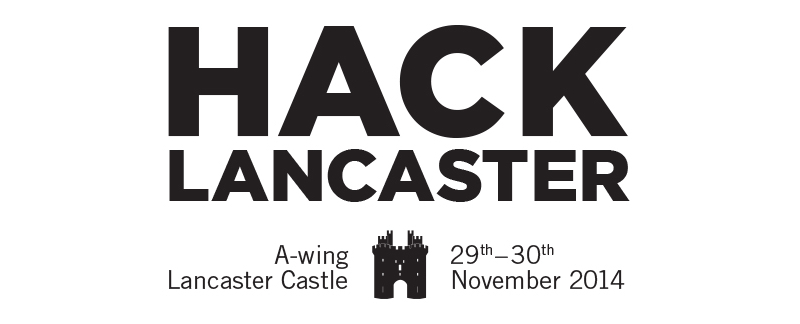 HACK
LANCASTER
A-wing
Lancaster Castle
29th–30th
November 2014